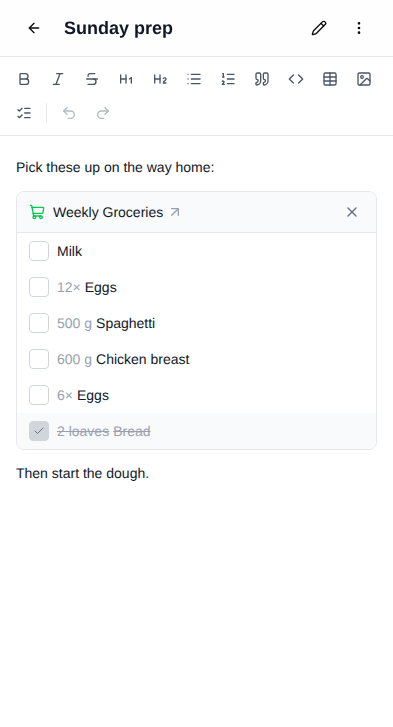 Sunday prep
H1 H2
Pick these up on the way home:
Weekly Groceries
Milk
12× Eggs
500 g Spaghetti
600 g Chicken breast
6× Eggs
2 loaves Bread
Then start the dough.